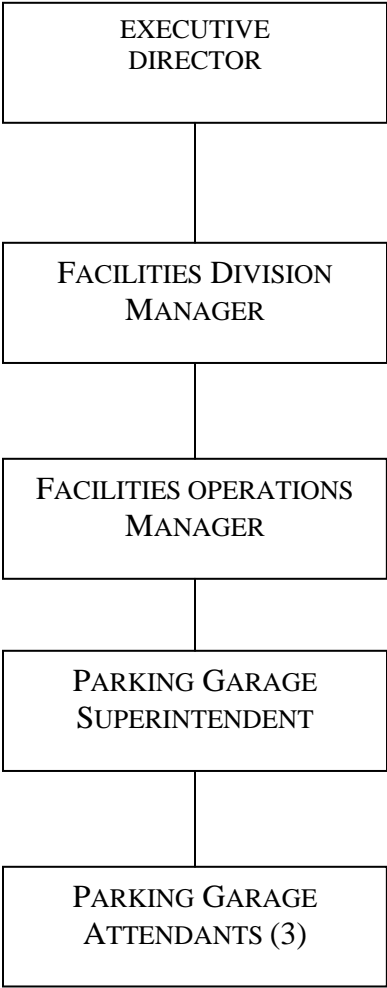 EXECUTIVE
DIRECTOR
FACILITIES DIVISION
MANAGER
FACILITIES OPERATIONS
MANAGER
PARKING GARAGE
SUPERINTENDENT
PARKING GARAGE
ATTENDANTS (3)